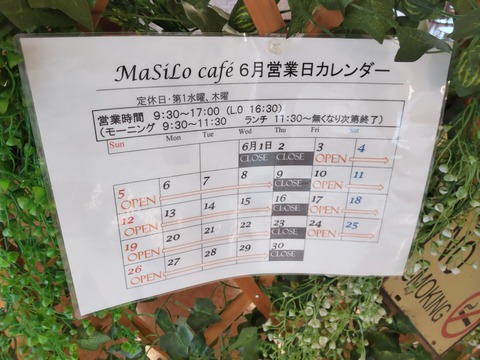 MaSiLo café 6月営業日カレンダー
定休日・第1水曜、木曜
営業時間 9:30～17:00 (L.O 16:30)
(モーニング 9:30～11:30 ランチ 11:30～無くなり次第終了)
Sun Mon Tue Wed Thu Fri Sat
6月1日 2 3 4
CLOSE CLOSE OPEN
5 6 7 8 9 10 11
OPEN CLOSE OPEN
12 13 14 15 16 17 18
OPEN CLOSE OPEN
19 20 21 22 23 24 25
OPEN CLOSE OPEN
26 27 28 29 30
OPEN CLOSE
NO
SMOKING